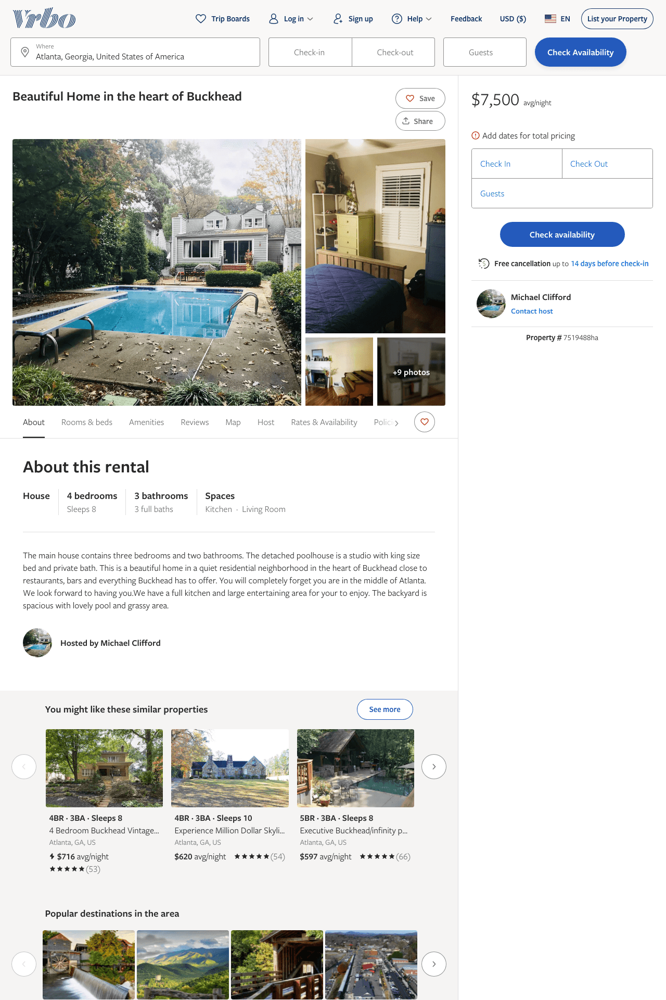 Vrbo
Trip Boards
Log in
Sign up
Help
Feedback
USD ($)
EN
List your Property
Where
Atlanta, Georgia, United States of America
Check-in
Check-out
Guests
Check Availability
Beautiful Home in the heart of Buckhead
Save
Share
+9 photos
$7,500 avg/night
Add dates for total pricing
Check In
Check Out
Guests
Check availability
Free cancellation up to 14 days before check-in
Michael Clifford
Contact host
Property # 7519488ha
About
Rooms & beds
Amenities
Reviews
Map
Host
Rates & Availability
About this rental
House
4 bedrooms
Sleeps 8
3 bathrooms
3 full baths
Spaces
Kitchen · Living Room
The main house contains three bedrooms and two bathrooms. The detached poolhouse is a studio with king size
bed and private bath. This is a beautiful home in a quiet residential neighborhood in the heart of Buckhead close to
restaurants, bars and everything Buckhead has to offer. You will completely forget you are in the middle of Atlanta.
We look forward to having you.We have a full kitchen and large entertaining area for your to enjoy. The backyard is
spacious with lovely pool and grassy area.
Hosted by Michael Clifford
You might like these similar properties
See more
4BR · 3BA · Sleeps 8
4 Bedroom Buckhead Vintage...
Atlanta, GA, US
$716 avg/night
★★★★★(53)
4BR · 3BA · Sleeps 10
Experience Million Dollar Skyli...
Atlanta, GA, US
$620 avg/night ★★★★★(54)
5BR · 3BA · Sleeps 8
Executive Buckhead/infinity p...
Atlanta, GA, US
$597 avg/night ★★★★★(66)
Popular destinations in the area